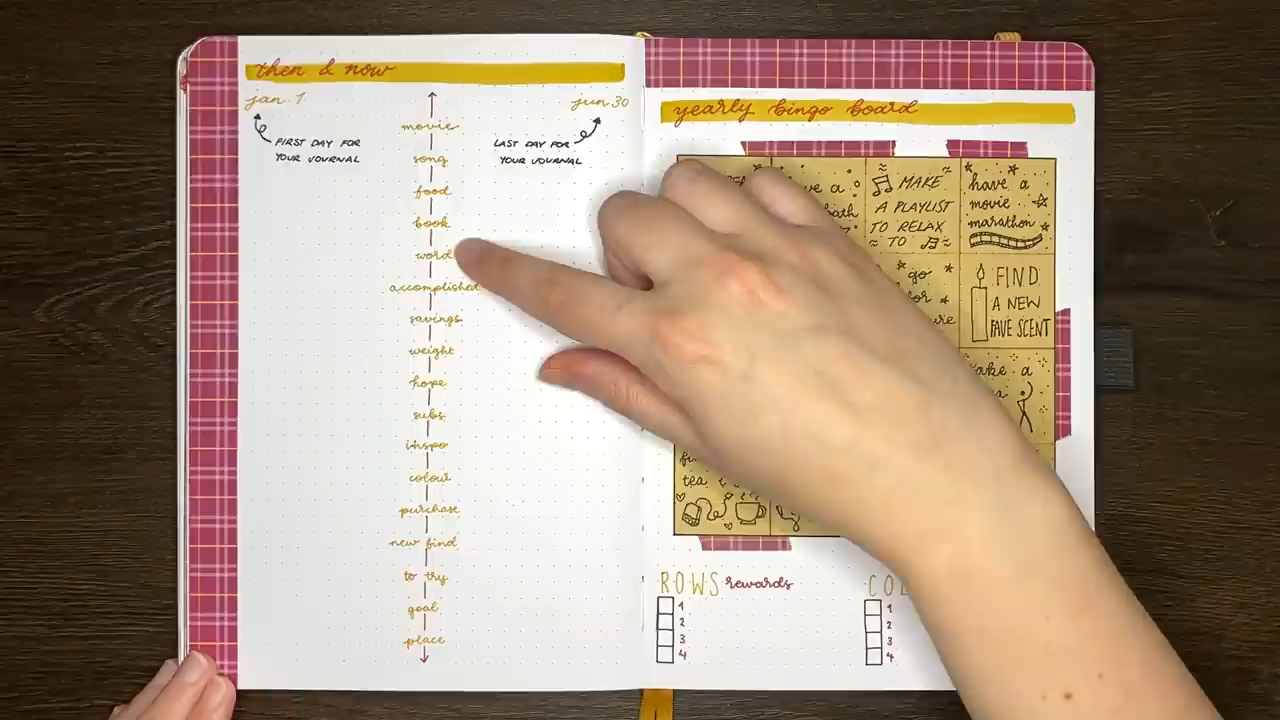 then & now
jan. 1
jun 30
FIRST DAY FOR
YOUR JOURNAL
LAST DAY FOR
YOUR JOURNAL
movie
song
food
book
word
accomplished
savings
weight
hope
subs
inspo
colour
purchase
new find
to try
goal
place
yearly bingo board
MAKE
A PLAYLIST
TO RELAX
TO
have a
movie
marathon
go
FIND
A NEW
FAVE SCENT
tea
ROWS rewards
1
2
3
4
1
2
3
4